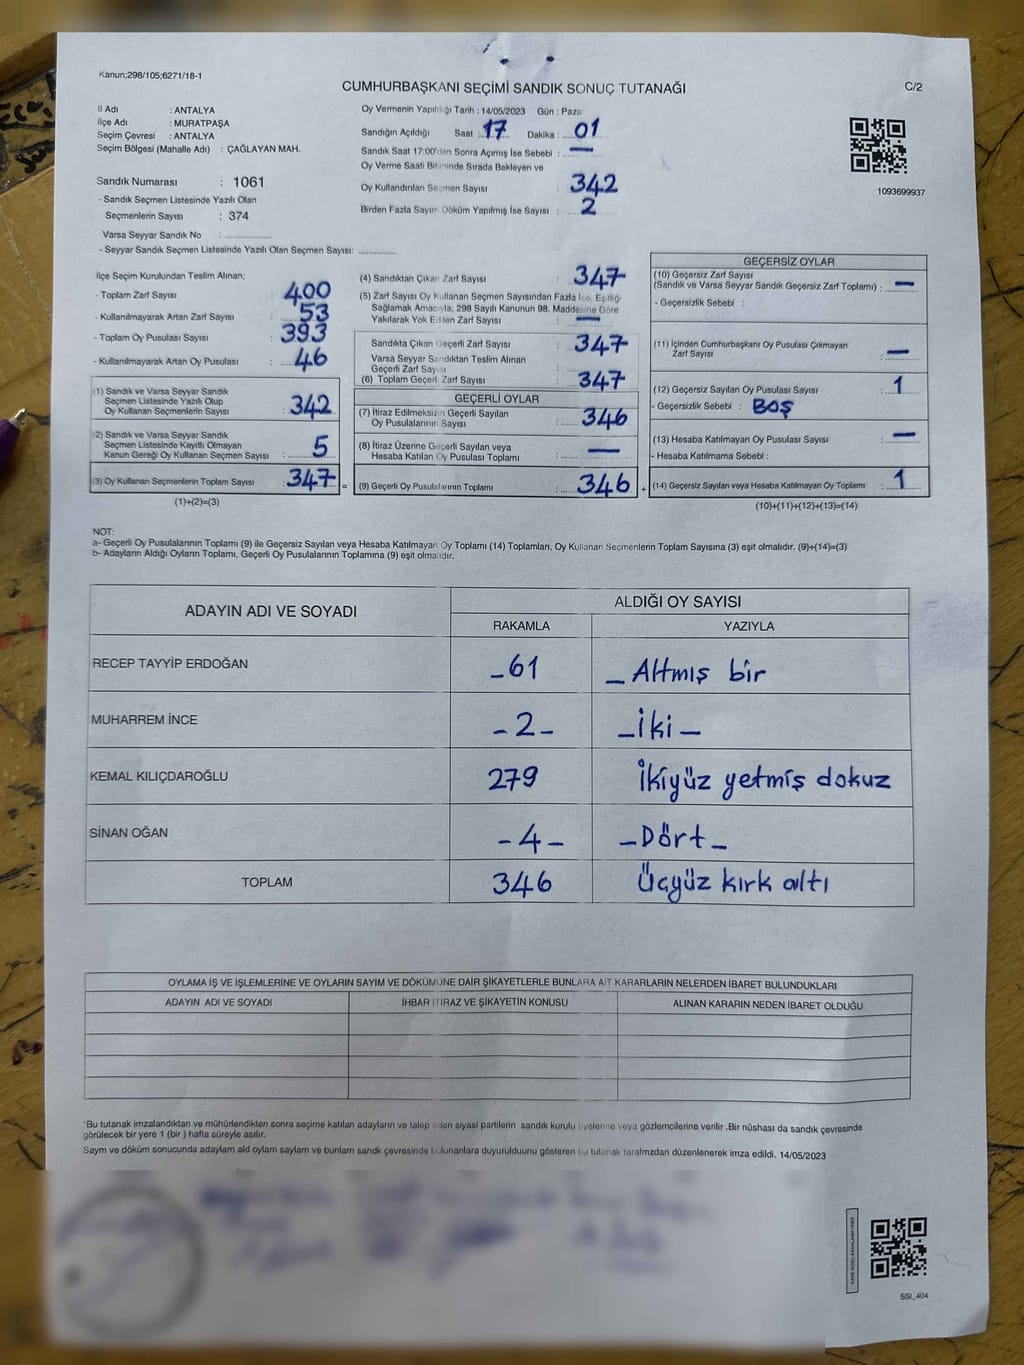 Kanun;298/105;6271/18-1
CUMHURBAŞKANI SEÇİMİ SANDIK SONUÇ TUTANAĞI
C/2
İl Adı : ANTALYA
İlçe Adı : MURATPAŞA
Seçim Çevresi : ANTALYA
Seçim Bölgesi (Mahalle Adı) : ÇAĞLAYAN MAH.
Sandık Numarası : 1061
- Sandık Seçmen Listesinde Yazılı Olan
Seçmenlerin Sayısı : 374
Varsa Seyyar Sandık No : ..............
- Seyyar Sandık Seçmen Listesinde Yazılı Olan Seçmen Sayısı: ............
Oy Vermenin Yapıldığı Tarih : 14/05/2023 Gün : Pazar
Sandığın Açıldığı Saat : 17 Dakika : 01
Sandık Saat 17:00'den Sonra Açımış İse Sebebi : —
Oy Verme Saati Bitiminde Sırada Bekleyen ve
Oy Kullandırılan Seçmen Sayısı : 342
Birden Fazla Sayım Döküm Yapılmış İse Sayısı : 2
1093699937
İlçe Seçim Kurulundan Teslim Alınan;
- Toplam Zarf Sayısı : 400
- Kullanılmayarak Artan Zarf Sayısı : 53
- Toplam Oy Pusulası Sayısı : 393
- Kullanılmayarak Artan Oy Pusulası : 46
(1) Sandık ve Varsa Seyyar Sandık
Seçmen Listesinde Yazılı Olup
Oy Kullanan Seçmenlerin Sayısı : 342
(2) Sandık ve Varsa Seyyar Sandık
Seçmen Listesinde Kayıtlı Olmayan
Kanun Gereği Oy Kullanan Seçmen Sayısı : 5
(3) Oy Kullanan Seçmenlerin Toplam Sayısı : 347 =
(1)+(2)=(3)
(4) Sandıktan Çıkan Zarf Sayısı : 347
(5) Zarf Sayısı Oy Kullanan Seçmen Sayısından Fazla İse, Eşitliği
Sağlamak Amacıyla, 298 Sayılı Kanunun 98. Maddesine Göre
Yakılarak Yok Edilen Zarf Sayısı : —
Sandıkta Çıkan Geçerli Zarf Sayısı : 347
Varsa Seyyar Sandıktan Teslim Alınan
Geçerli Zarf Sayısı :
(6) Toplam Geçerli Zarf Sayısı : 347
GEÇERLİ OYLAR
(7) İtiraz Edilmeksizin Geçerli Sayılan
Oy Pusulalarının Sayısı : 346
(8) İtiraz Üzerine Geçerli Sayılan veya
Hesaba Katılan Oy Pusulası Toplamı : —
(9) Geçerli Oy Pusulalarının Toplamı : 346 +
GEÇERSİZ OYLAR
(10) Geçersiz Zarf Sayısı
(Sandık ve Varsa Seyyar Sandık Geçersiz Zarf Toplamı) : —
- Geçersizlik Sebebi :
(11) İçinden Cumhurbaşkanı Oy Pusulası Çıkmayan
Zarf Sayısı : —
(12) Geçersiz Sayılan Oy Pusulası Sayısı : 1
- Geçersizlik Sebebi : BOŞ
(13) Hesaba Katılmayan Oy Pusulası Sayısı : —
- Hesaba Katılmama Sebebi :
(14) Geçersiz Sayılan veya Hesaba Katılmayan Oy Toplamı : 1
(10)+(11)+(12)+(13)=(14)
NOT:
a- Geçerli Oy Pusulalarının Toplamı (9) ile Geçersiz Sayılan veya Hesaba Katılmayan Oy Toplamı (14) Toplamları, Oy Kullanan Seçmenlerin Toplam Sayısına (3) eşit olmalıdır. (9)+(14)=(3)
b- Adayların Aldığı Oyların Toplamı, Geçerli Oy Pusulalarının Toplamına (9) eşit olmalıdır.
ADAYIN ADI VE SOYADI
ALDIĞI OY SAYISI
RAKAMLA YAZIYLA
RECEP TAYYİP ERDOĞAN _61 _ Altmış bir
MUHARREM İNCE -2- _İki_
KEMAL KILIÇDAROĞLU 279 İkiyüz yetmiş dokuz
SİNAN OĞAN -4- _Dört_
TOPLAM 346 Üçyüz kırk altı
OYLAMA İŞ VE İŞLEMLERİNE VE OYLARIN SAYIM VE DÖKÜMÜNE DAİR ŞİKAYETLERLE BUNLARA AİT KARARLARIN NELERDEN İBARET BULUNDUKLARI
ADAYIN ADI VE SOYADI İHBAR İTİRAZ VE ŞİKAYETİN KONUSU ALINAN KARARIN NEDEN İBARET OLDUĞU
*Bu tutanak imzalandıktan ve mühürlendikten sonra seçime katılan adayların ve talep eden siyasi partilerin sandık kurulu üyelerine veya gözlemcilerine verilir .Bir nüshası da sandık çevresinde
görülecek bir yere 1 (bir ) hafta süreyle asılır.
Sayım ve döküm sonucunda adayların ald oyların sayları ve bunların sandık çevresinde bulunanlara duyurulduunu gösteren bu tutanak tarafmzdan düzenlenerek imza edildi. 14/05/2023
SSI_404